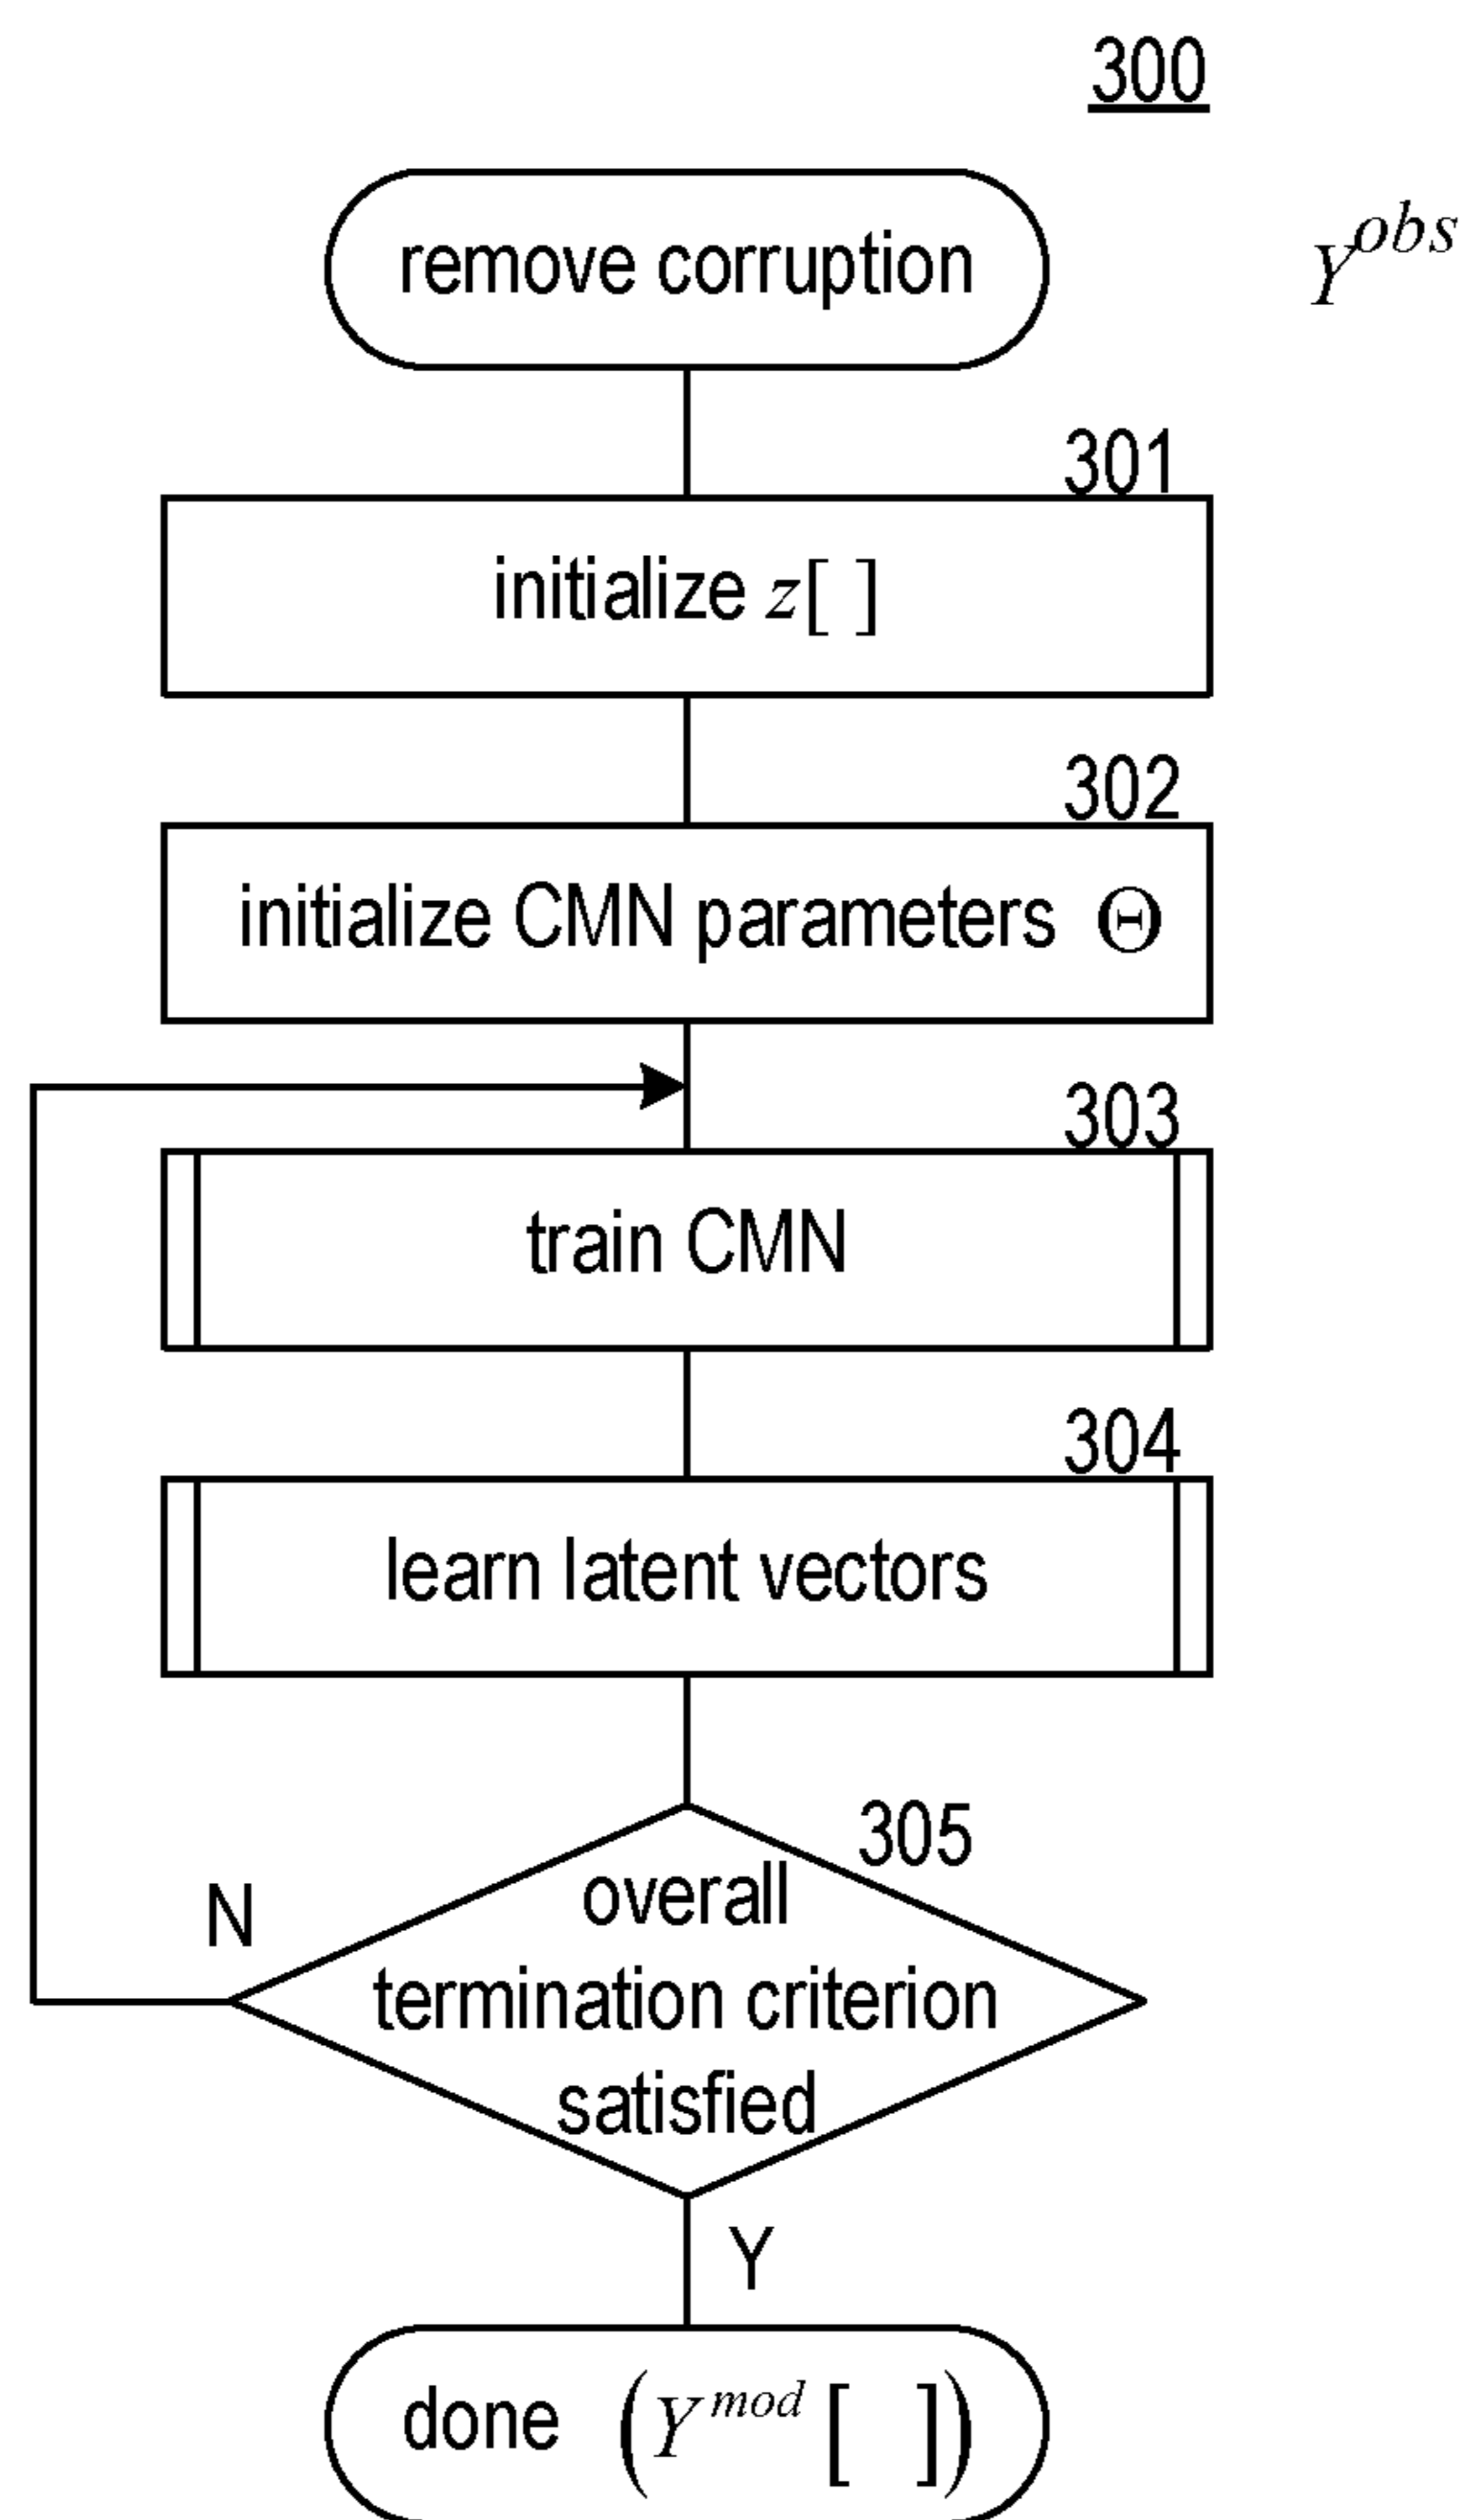 300
remove corruption
Y^obs
301
initialize z[ ]
302
initialize CMN parameters Θ
303
train CMN
304
learn latent vectors
305
overall
termination criterion
satisfied
N
Y
done (Y^mod [ ])